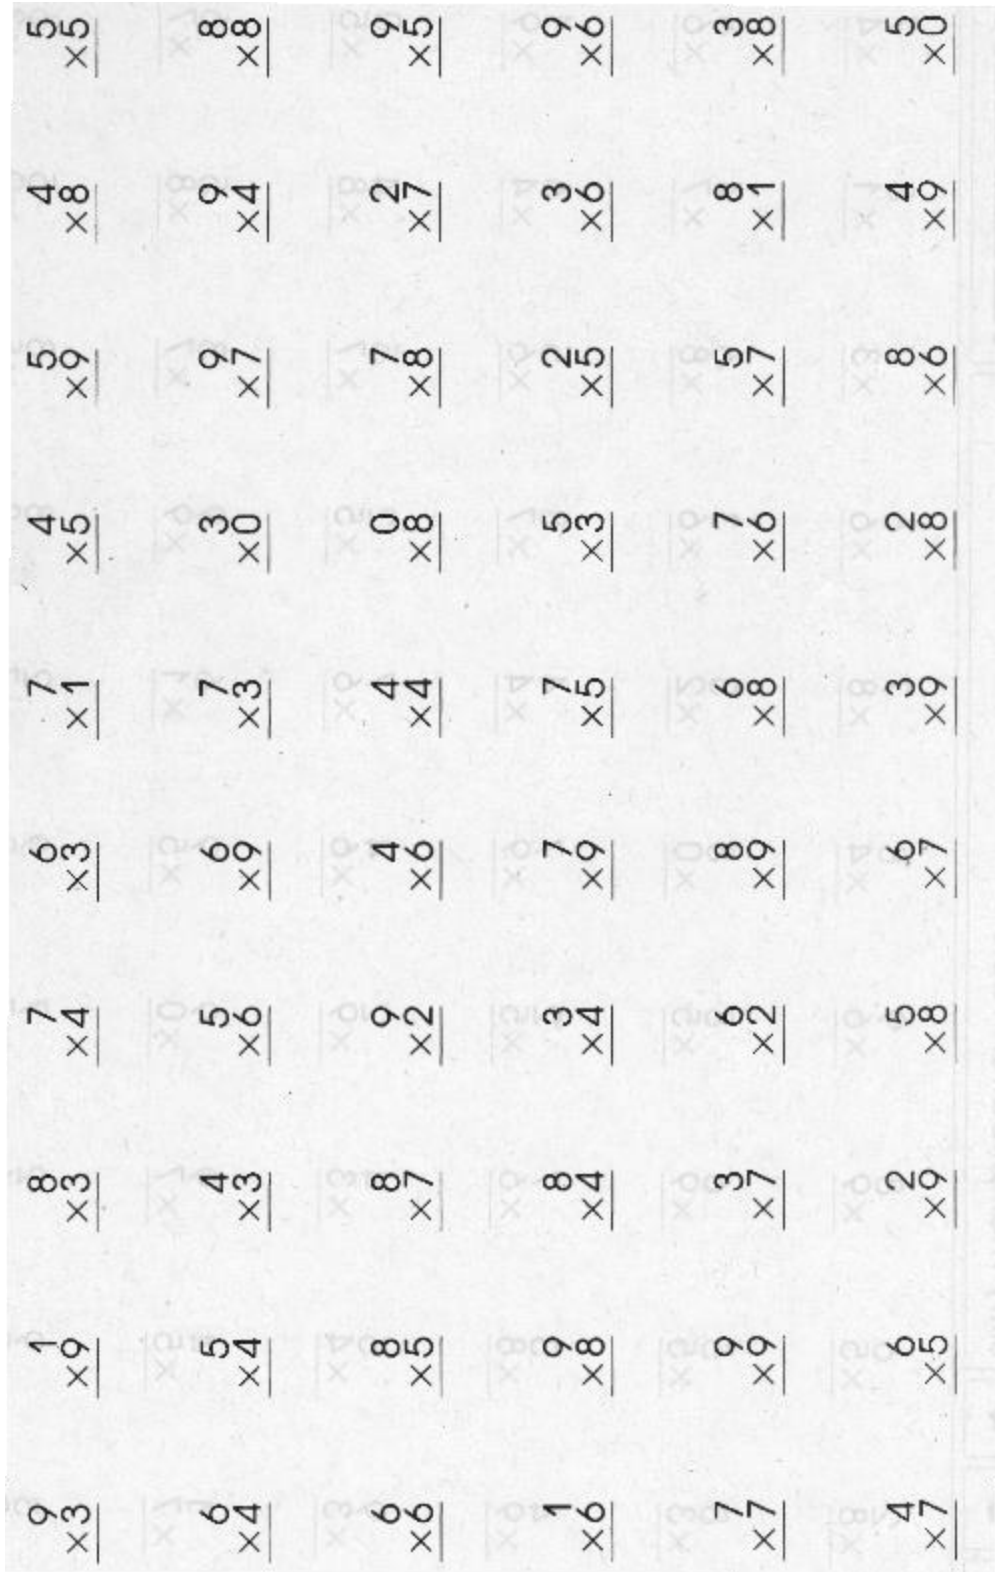 9 1 8 7 6 7 4 5 4 5
×3 ×9 ×3 ×4 ×3 ×1 ×5 ×9 ×8 ×5
6 5 4 5 6 7 3 9 9 8
×4 ×4 ×3 ×6 ×9 ×3 ×0 ×7 ×4 ×8
6 8 8 9 4 4 0 7 2 9
×6 ×5 ×7 ×2 ×6 ×4 ×8 ×8 ×7 ×5
1 9 8 3 7 7 5 2 3 9
×6 ×8 ×4 ×4 ×9 ×5 ×3 ×5 ×6 ×6
7 9 3 6 8 6 7 5 8 3
×7 ×9 ×7 ×2 ×9 ×8 ×6 ×7 ×1 ×8
4 6 2 5 6 3 2 8 4 5
×7 ×5 ×9 ×8 ×7 ×9 ×8 ×6 ×9 ×0